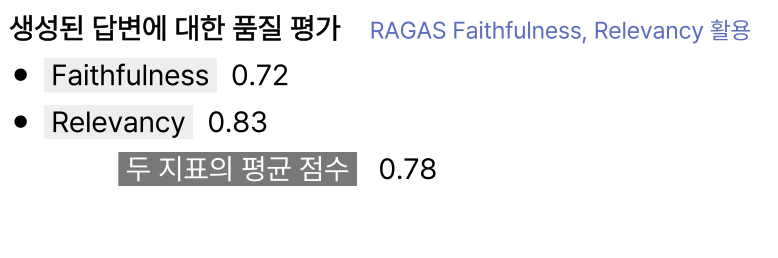 생성된 답변에 대한 품질 평가 RAGAS Faithfulness, Relevancy 활용
• Faithfulness 0.72
• Relevancy 0.83
두 지표의 평균 점수 0.78